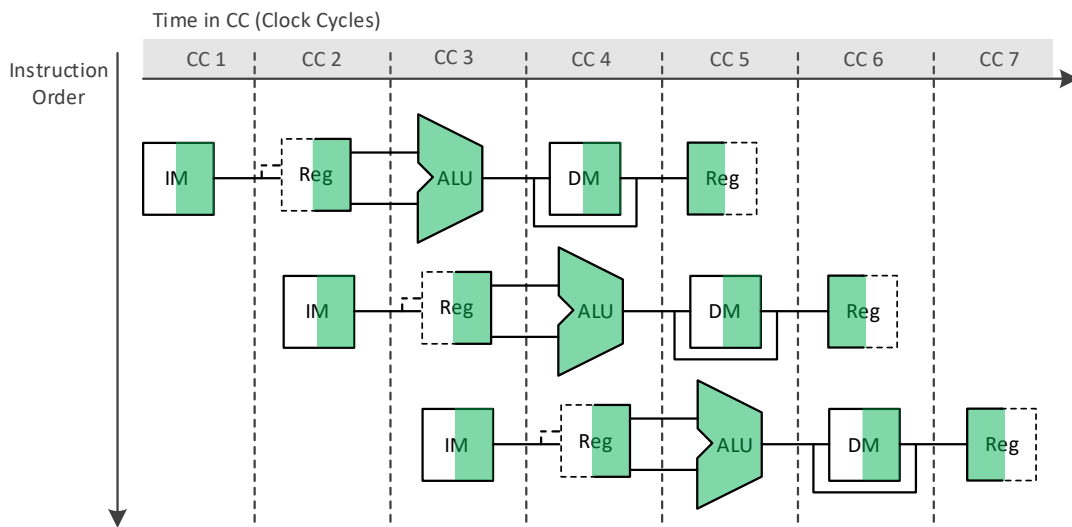 Time in CC (Clock Cycles)
CC 1 CC 2 CC 3 CC 4 CC 5 CC 6 CC 7
Instruction
Order
IM Reg ALU DM Reg
IM Reg ALU DM Reg
IM Reg ALU DM Reg